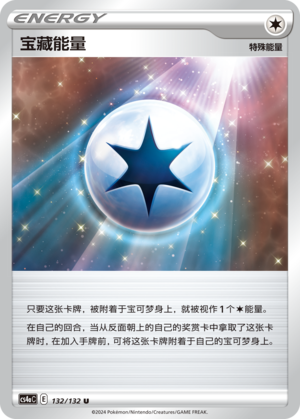 ENERGY
宝藏能量
特殊能量
只要这张卡牌，被附着于宝可梦身上，就被视作1个能量。
在自己的回合，当从反面朝上的自己的奖赏卡中拿取了这张卡牌时，在加入手牌前，可将这张卡牌附着于自己的宝可梦身上。
CS4aC E 132/132 U
©2024 Pokémon/Nintendo/Creatures/GAME FREAK.